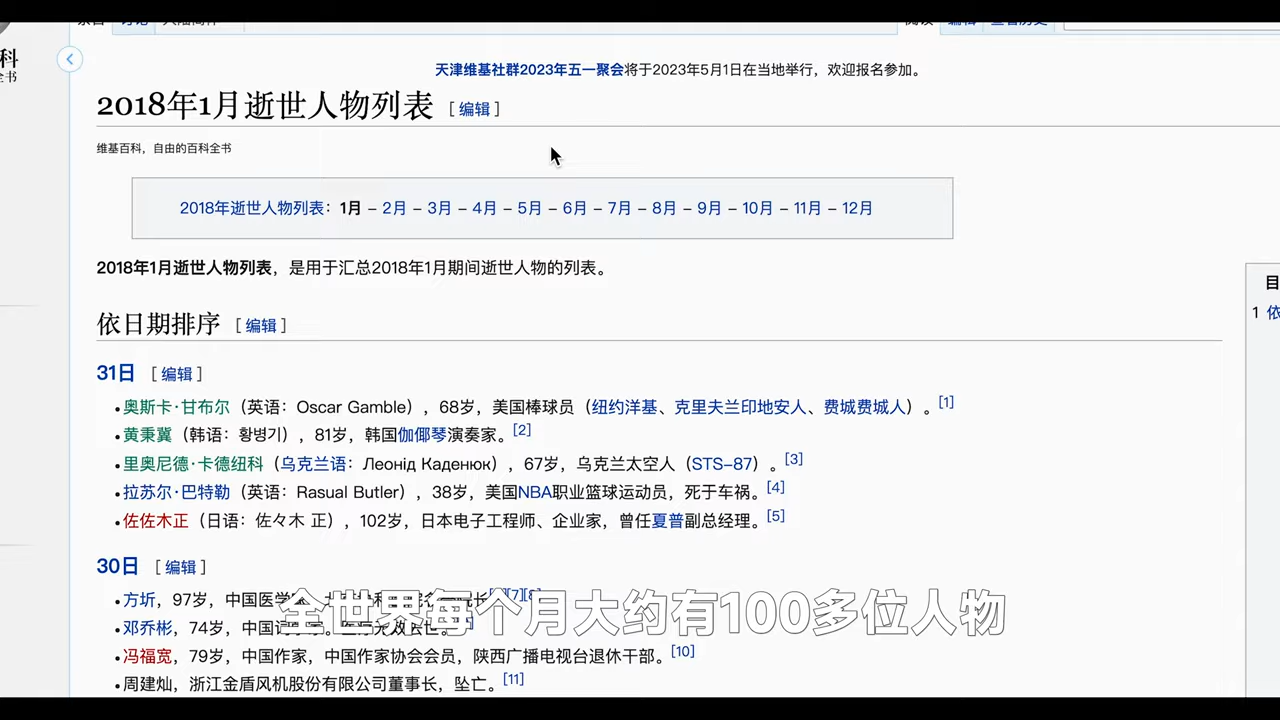 科
全书
天津维基社群2023年五一聚会将于2023年5月1日在当地举行，欢迎报名参加。
2018年1月逝世人物列表 [编辑]
维基百科，自由的百科全书
2018年逝世人物列表：1月 – 2月 – 3月 – 4月 – 5月 – 6月 – 7月 – 8月 – 9月 – 10月 – 11月 – 12月
2018年1月逝世人物列表，是用于汇总2018年1月期间逝世人物的列表。
目
1 依
依日期排序 [编辑]
31日 [编辑]
•奥斯卡·甘布尔（英语：Oscar Gamble），68岁，美国棒球员（纽约洋基、克里夫兰印地安人、费城费城人）。[1]
•黄秉冀（韩语：황병기），81岁，韩国伽倻琴演奏家。[2]
•里奥尼德·卡德纽科（乌克兰语：Леонід Каденюк），67岁，乌克兰太空人（STS–87）。[3]
•拉苏尔·巴特勒（英语：Rasual Butler），38岁，美国NBA职业篮球运动员，死于车祸。[4]
•佐佐木正（日语：佐々木 正），102岁，日本电子工程师、企业家，曾任夏普副总经理。[5]
30日 [编辑]
•方圻，97岁，中国医学
全世界每个月大约有100多位人物
•邓乔彬，74岁，中国
•冯福宽，79岁，中国作家，中国作家协会会员，陕西广播电视台退休干部。[10]
•周建灿，浙江金盾风机股份有限公司董事长，坠亡。[11]